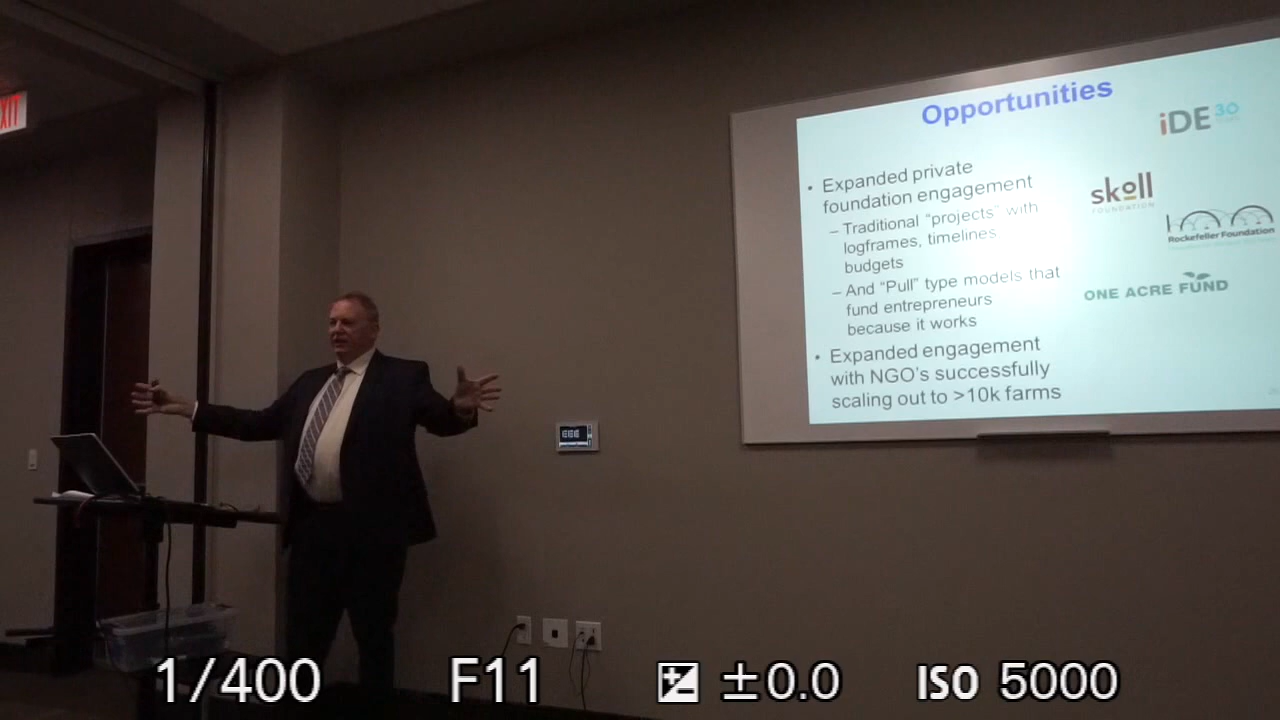 EXIT
Opportunities
iDE 30
• Expanded private
foundation engagement
– Traditional “projects” with
logframes, timelines
budgets
– And “Pull” type models that
fund entrepreneurs
because it works
• Expanded engagement
with NGO's successfully
scaling out to >10k farms
skoll
FOUNDATION
Rockefeller Foundation
ONE ACRE FUND
1/400 F11 ±0.0 ISO 5000